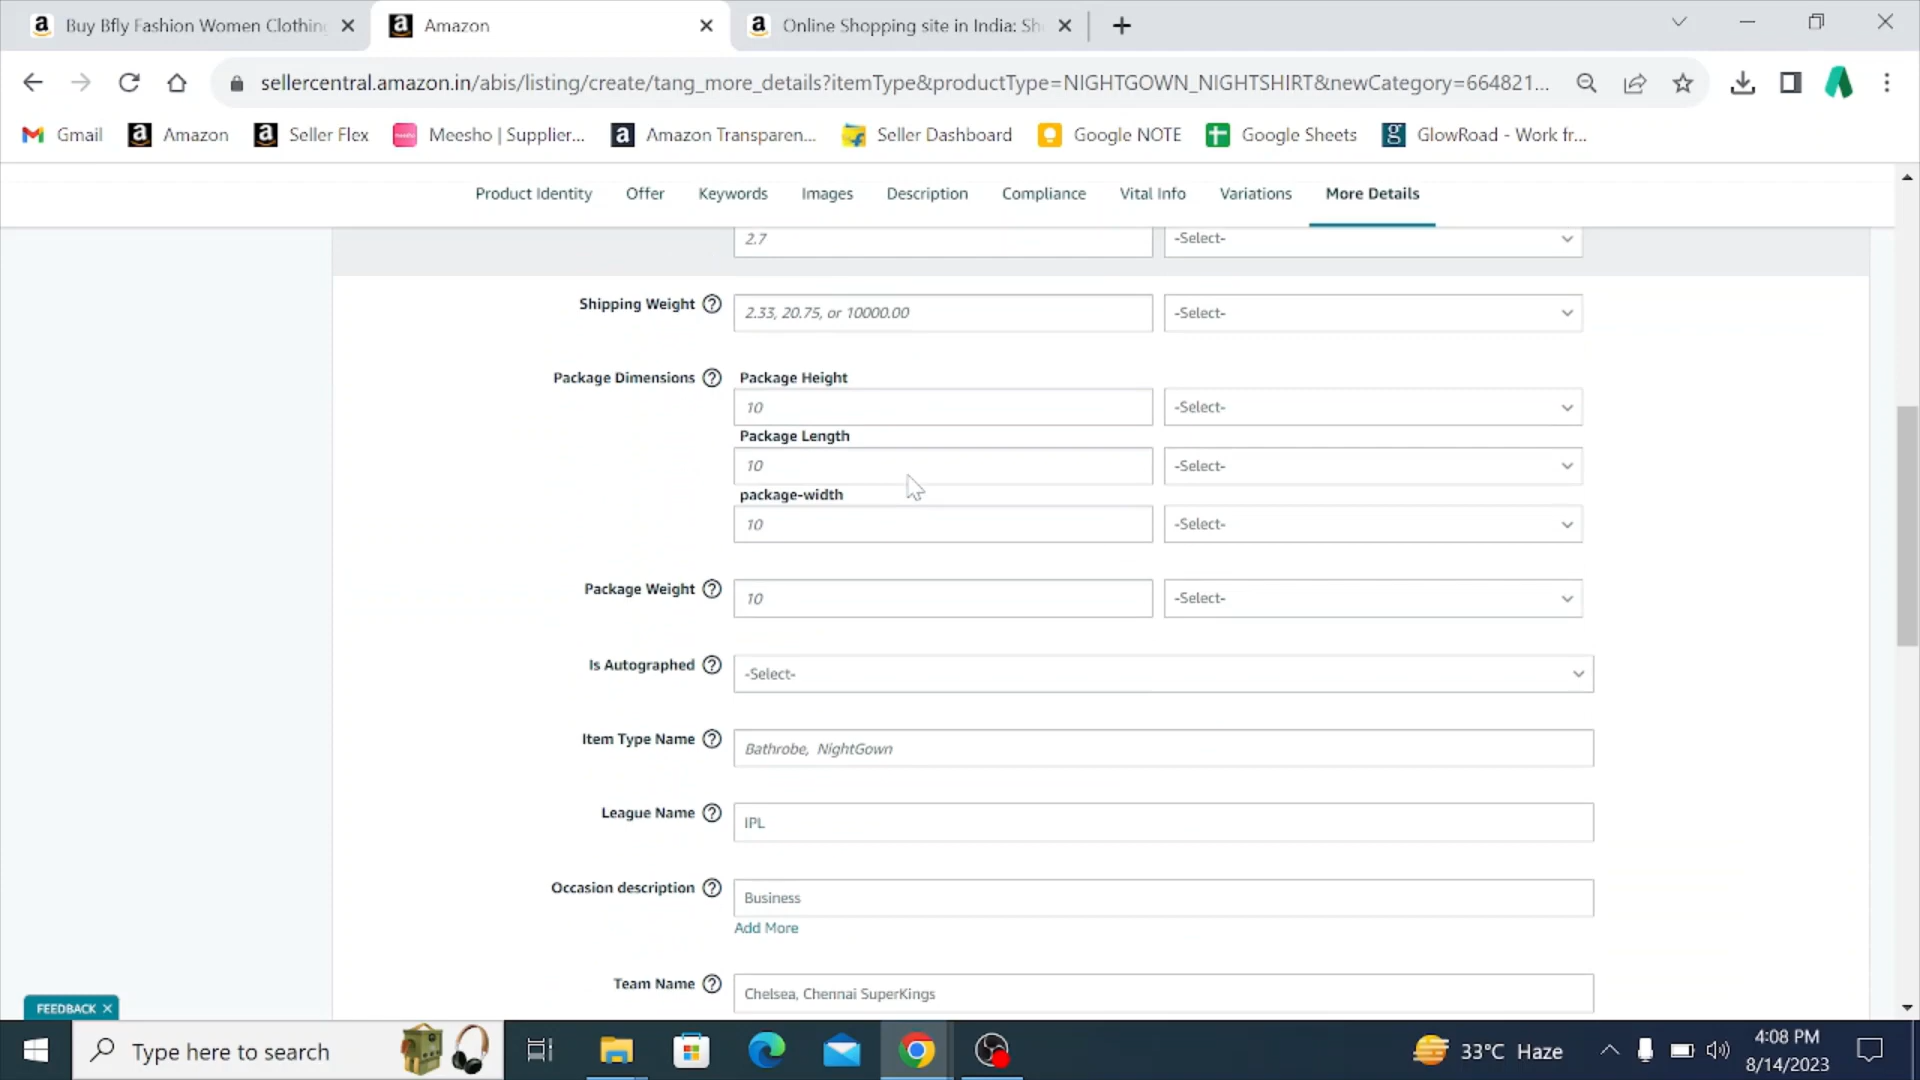 Buy Bfly Fashion Women Clothing
Amazon
Online Shopping site in India: Sh
sellercentral.amazon.in/abis/listing/create/tang_more_details?itemType&productType=NIGHTGOWN_NIGHTSHIRT&newCategory=664821...
Gmail
Amazon
Seller Flex
Meesho | Supplier...
Amazon Transparen...
Seller Dashboard
Google NOTE
Google Sheets
GlowRoad - Work fr...
Product Identity
Offer
Keywords
Images
Description
Compliance
Vital Info
Variations
More Details
2.7
-Select-
Shipping Weight
2.33, 20.75, or 10000.00
-Select-
Package Dimensions
Package Height
10
-Select-
Package Length
10
-Select-
package-width
10
-Select-
Package Weight
10
-Select-
Is Autographed
-Select-
Item Type Name
Bathrobe, NightGown
League Name
IPL
Occasion description
Business
Add More
Team Name
Chelsea, Chennai SuperKings
FEEDBACK
Type here to search
33°C Haze
4:08 PM
8/14/2023